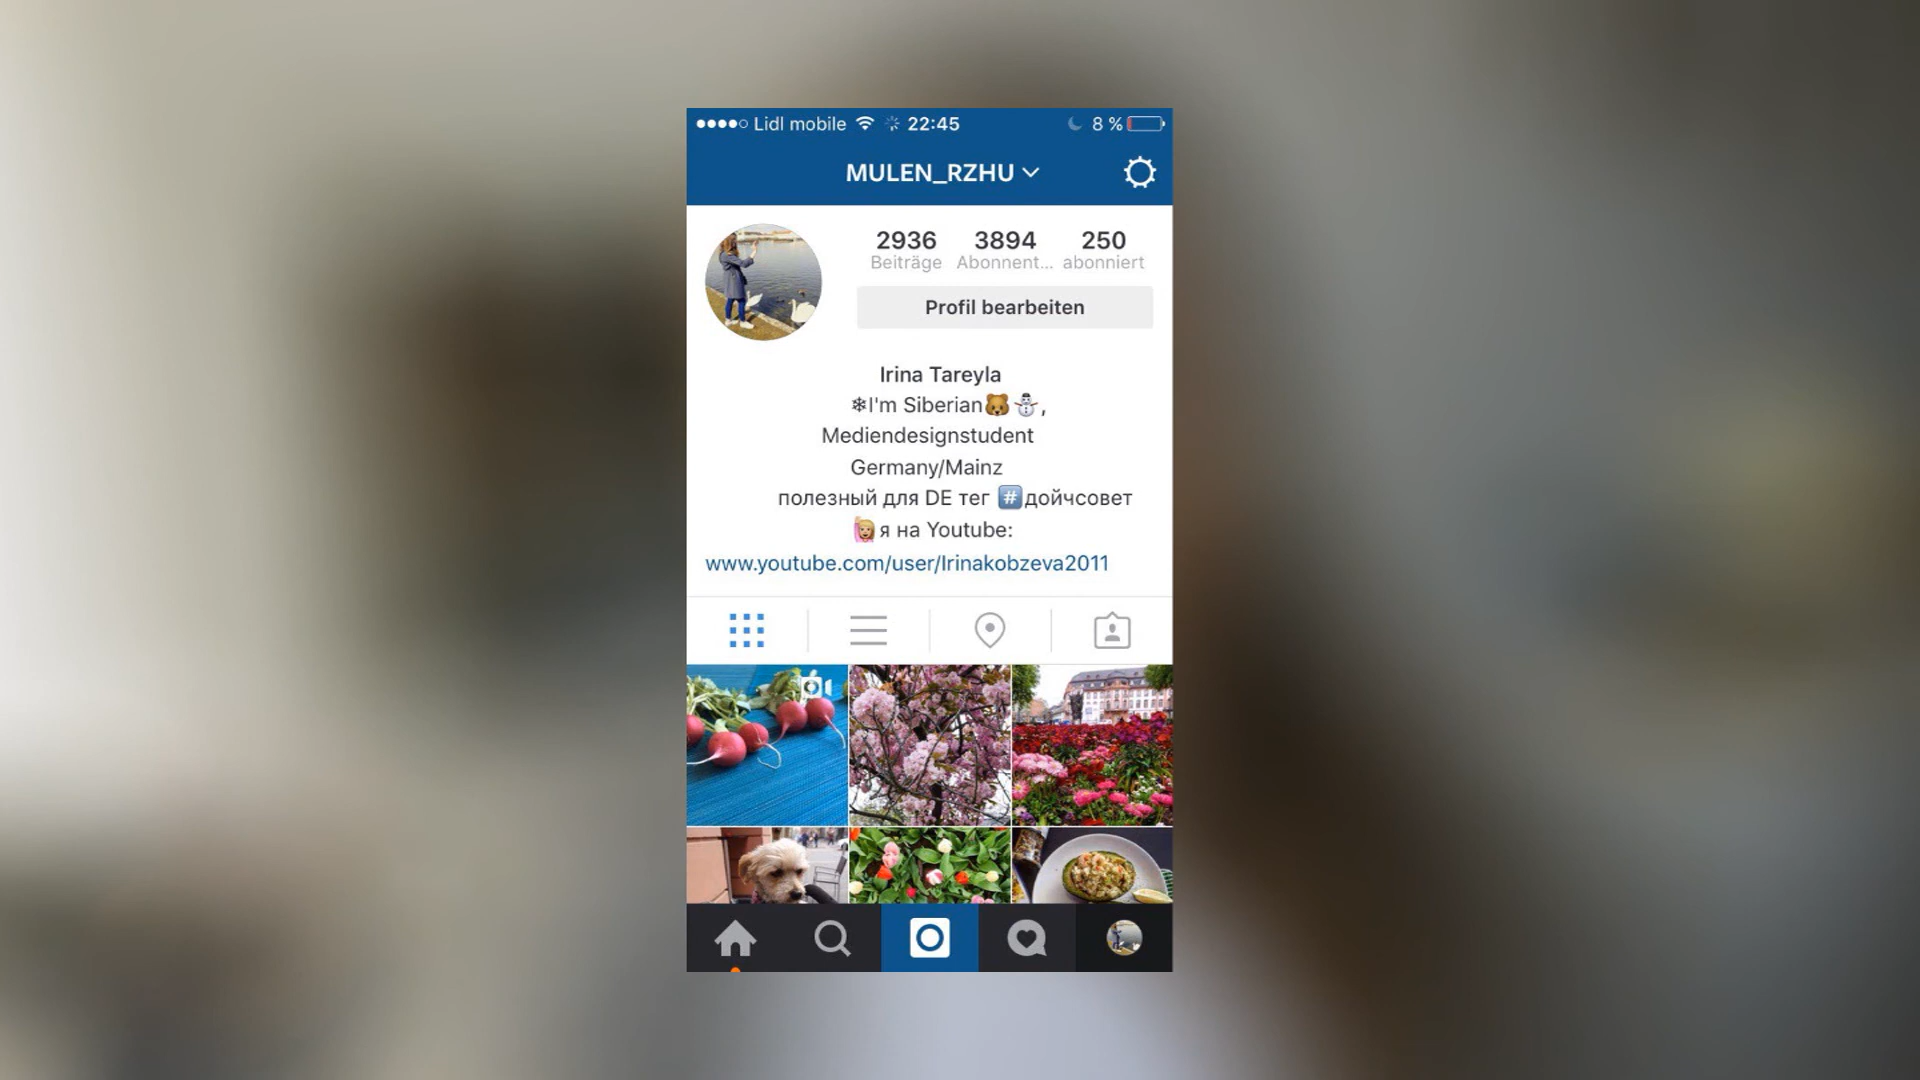 Lidl mobile 22:45 8 %
MULEN_RZHU
2936 3894 250
Beiträge Abonnent... abonniert
Profil bearbeiten
Irina Tareyla
❄I'm Siberian🐻⛄,
Mediendesignstudent
Germany/Mainz
полезный для DE тег #️⃣дойчсовет
🙋🏼я на Youtube:
www.youtube.com/user/Irinakobzeva2011